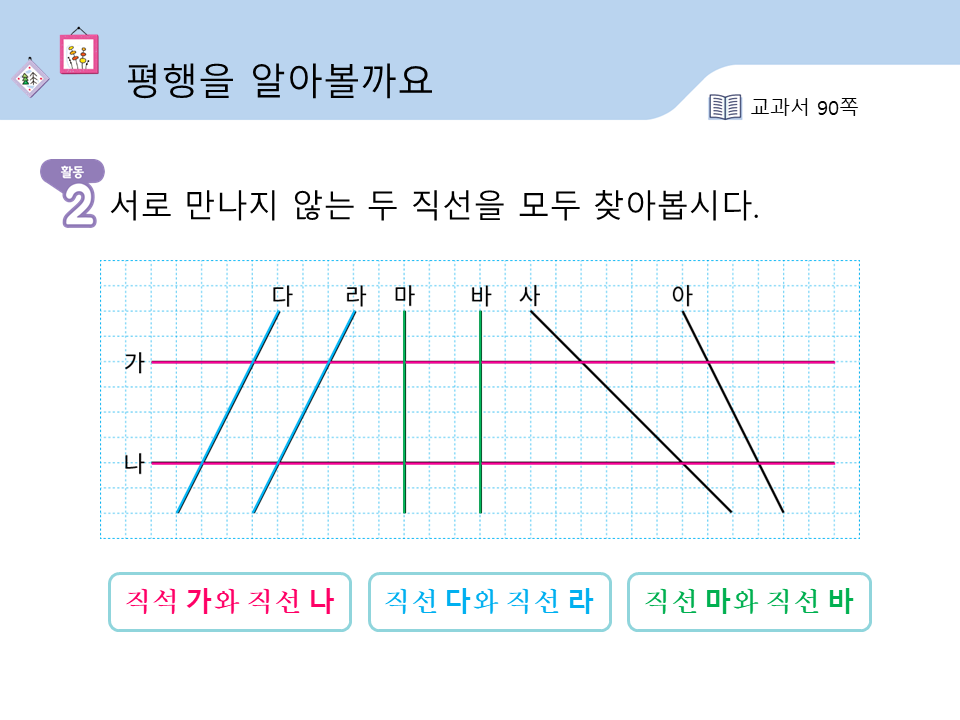 평행을 알아볼까요
교과서 90쪽
활동
2 서로 만나지 않는 두 직선을 모두 찾아봅시다.
다 라 마 바 사 아
가
나
직석 가와 직선 나
직선 다와 직선 라
직선 마와 직선 바